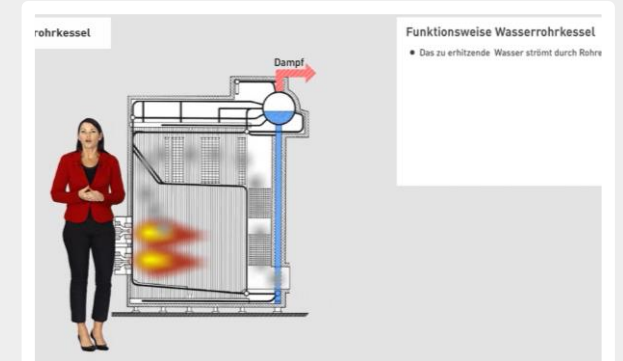 rohrkessel
Funktionsweise Wasserrohrkessel
• Das zu erhitzende Wasser strömt durch Rohre
Dampf